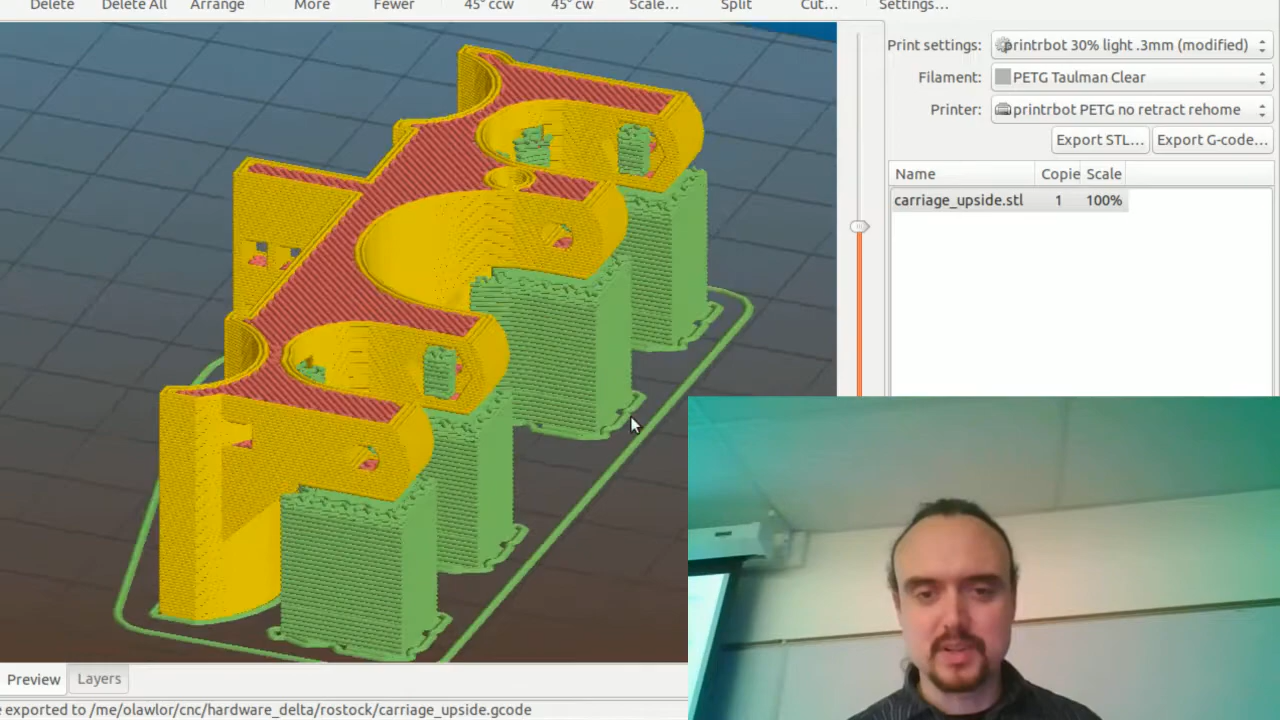 Delete Delete All Arrange More Fewer 45° ccw 45° cw Scale... Split Cut... Settings...
Print settings: printrbot 30% light .3mm (modified)
Filament: PETG Taulman Clear
Printer: printrbot PETG no retract rehome
Export STL... Export G-code...
Name Copie Scale
carriage_upside.stl 1 100%
Preview Layers
e exported to /me/olawlor/cnc/hardware_delta/rostock/carriage_upside.gcode